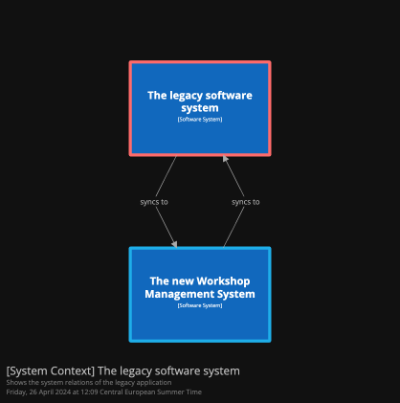 The legacy software
system
[Software System]
syncs to
syncs to
The new Workshop
Management System
[Software System]
[System Context] The legacy software system
Shows the system relations of the legacy application
Friday, 26 April 2024 at 12:09 Central European Summer Time